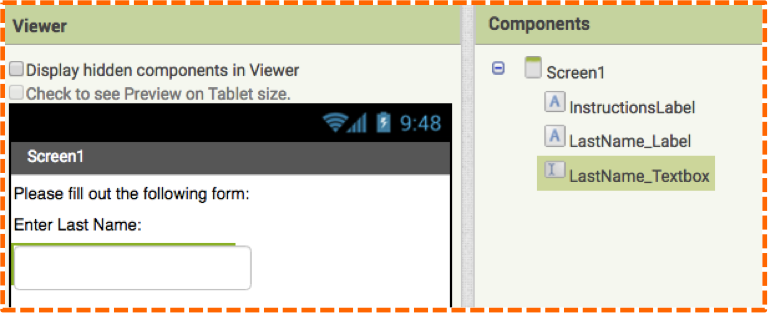 Viewer
Display hidden components in Viewer
Check to see Preview on Tablet size.
9:48
Screen1
Please fill out the following form:
Enter Last Name:
Components
Screen1
A InstructionsLabel
A LastName_Label
LastName_Textbox